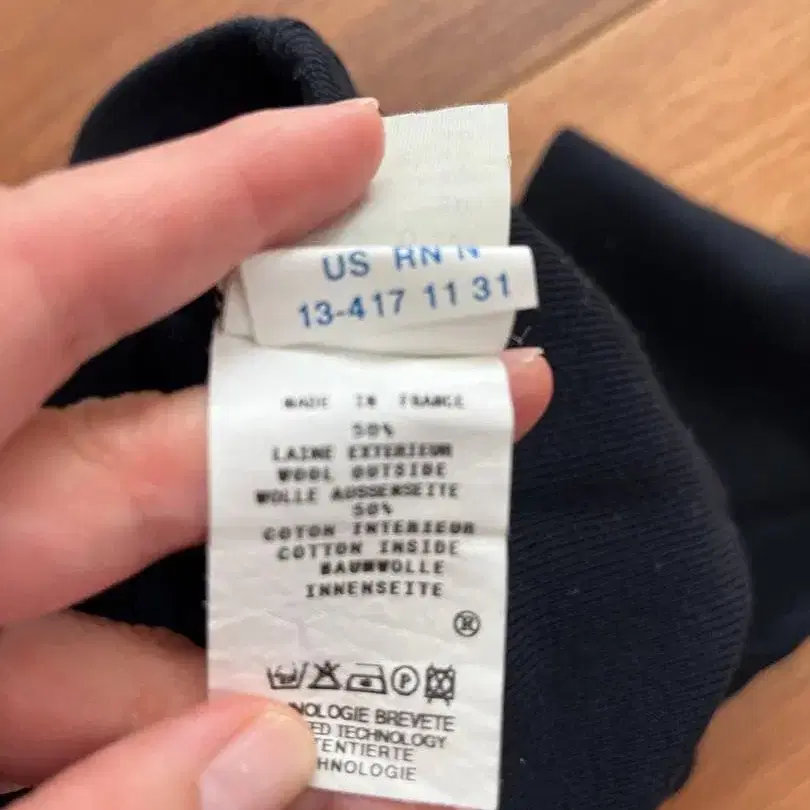 US RN N
13-417 11 31
MADE IN FRANCE
50%
LAINE EXTERIEUR
WOOL OUTSIDE
WOLLE AUSSENSEITE
50%
COTON INTERIEUR
COTTON INSIDE
BAUMWOLLE
INNENSEITE
®
P
NOLOGIE BREVETE
ED TECHNOLOGY
TENTIERTE
HNOLOGIE